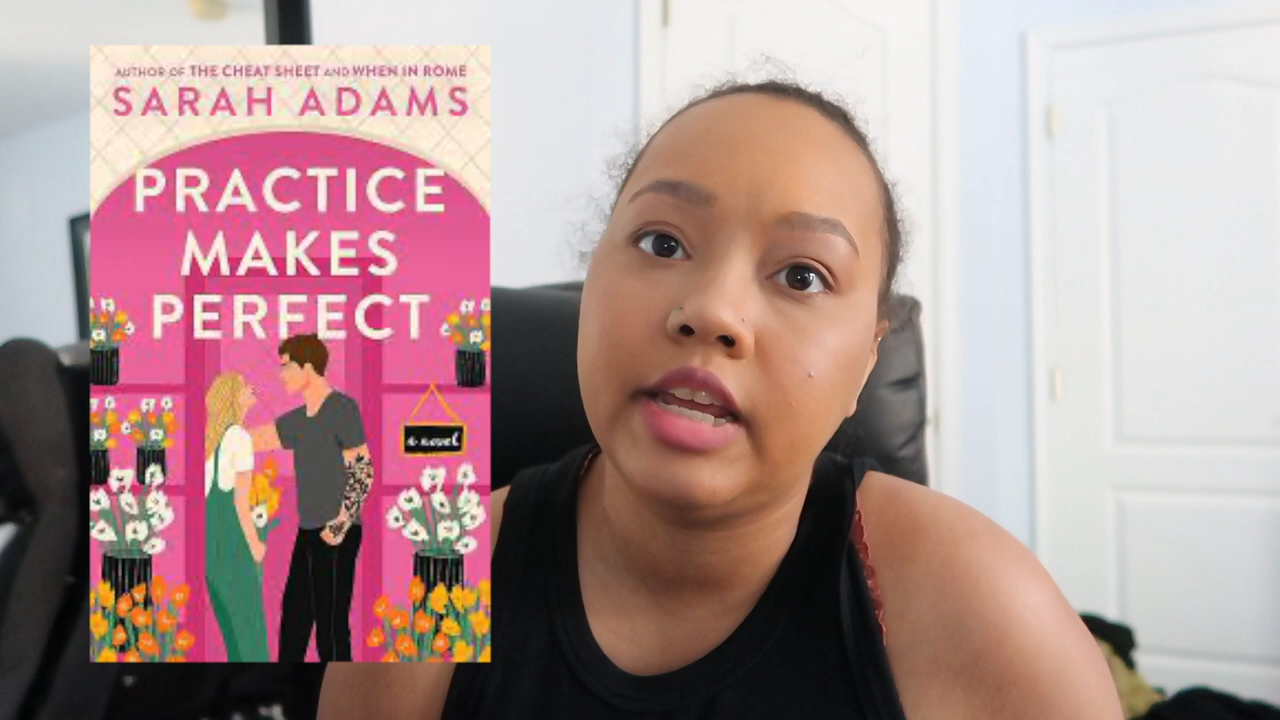 AUTHOR OF THE CHEAT SHEET AND WHEN IN ROME
SARAH ADAMS
PRACTICE
MAKES
PERFECT
a novel